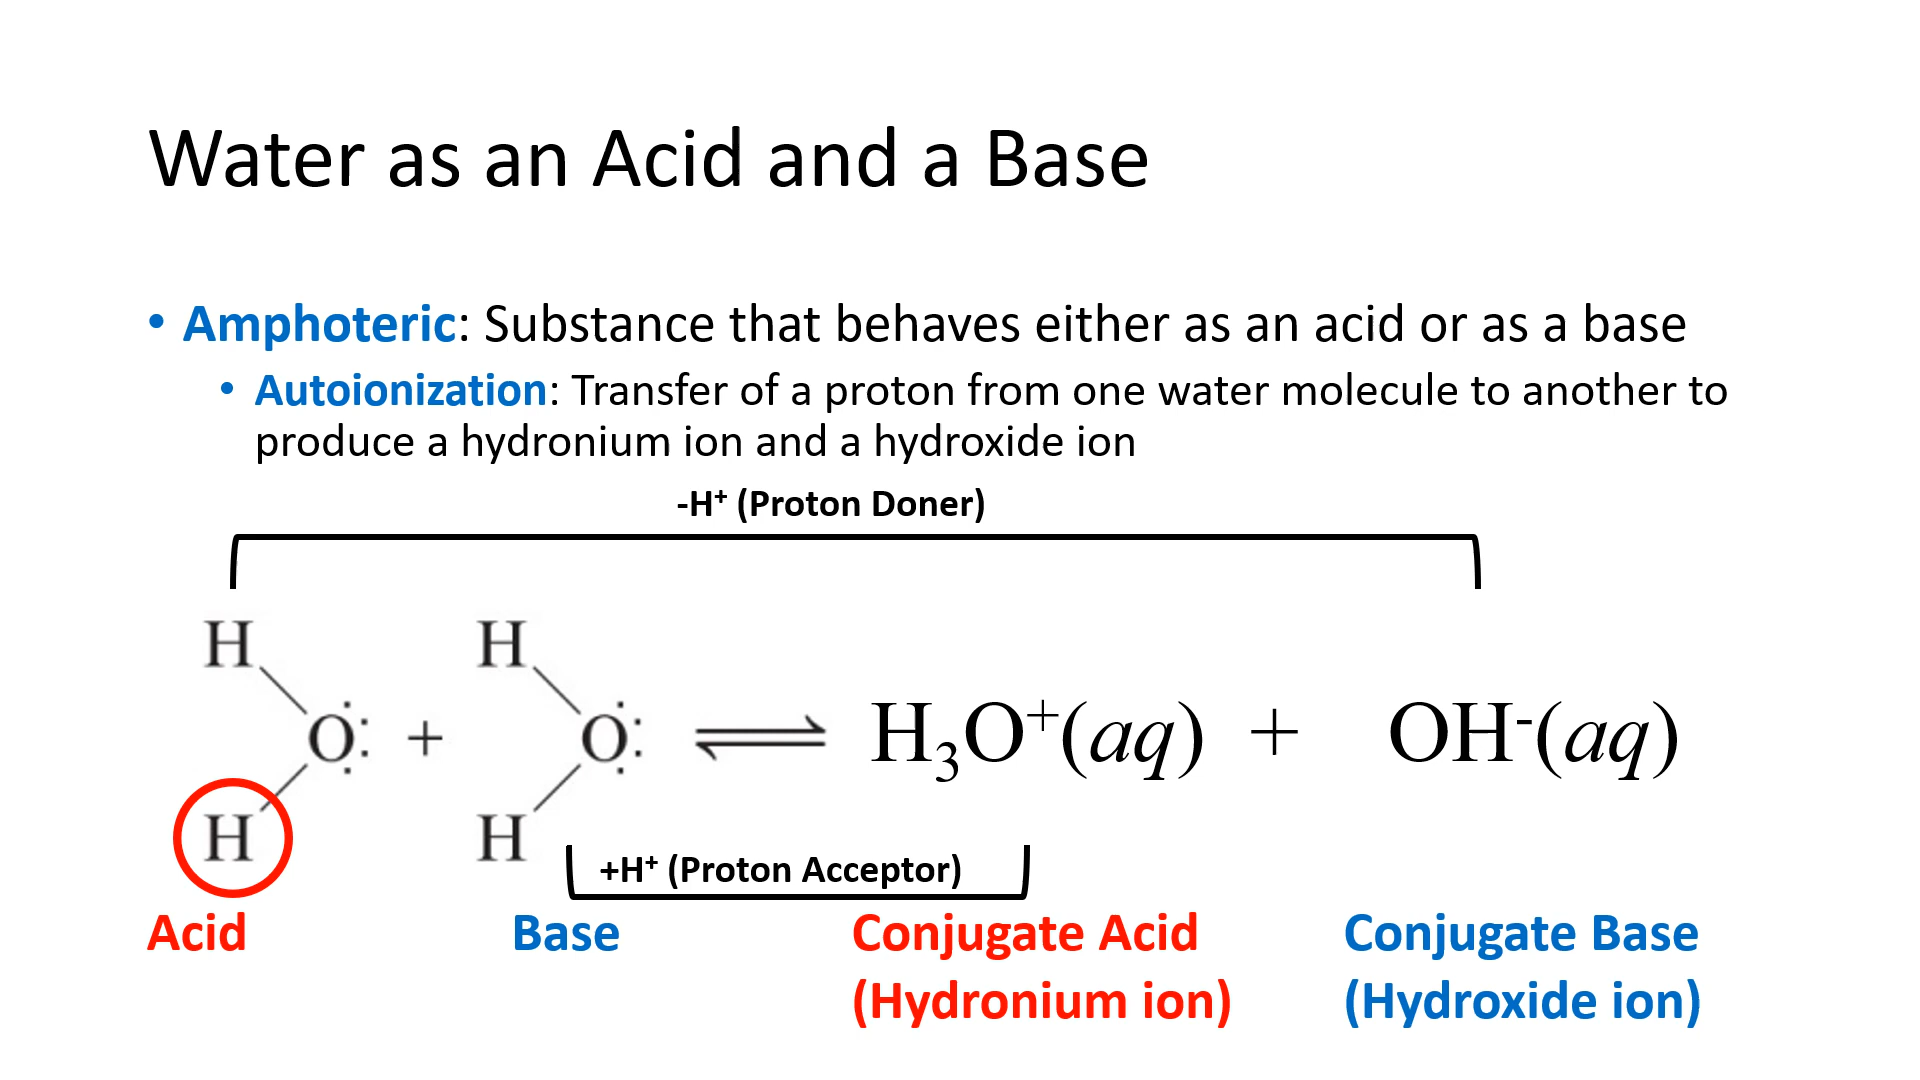 Water as an Acid and a Base
• Amphoteric: Substance that behaves either as an acid or as a base
• Autoionization: Transfer of a proton from one water molecule to another to
produce a hydronium ion and a hydroxide ion
-H⁺ (Proton Doner)
H H
O + O ⇌ H₃O⁺(aq) + OH⁻(aq)
H H
+H⁺ (Proton Acceptor)
Acid Base Conjugate Acid Conjugate Base
(Hydronium ion) (Hydroxide ion)